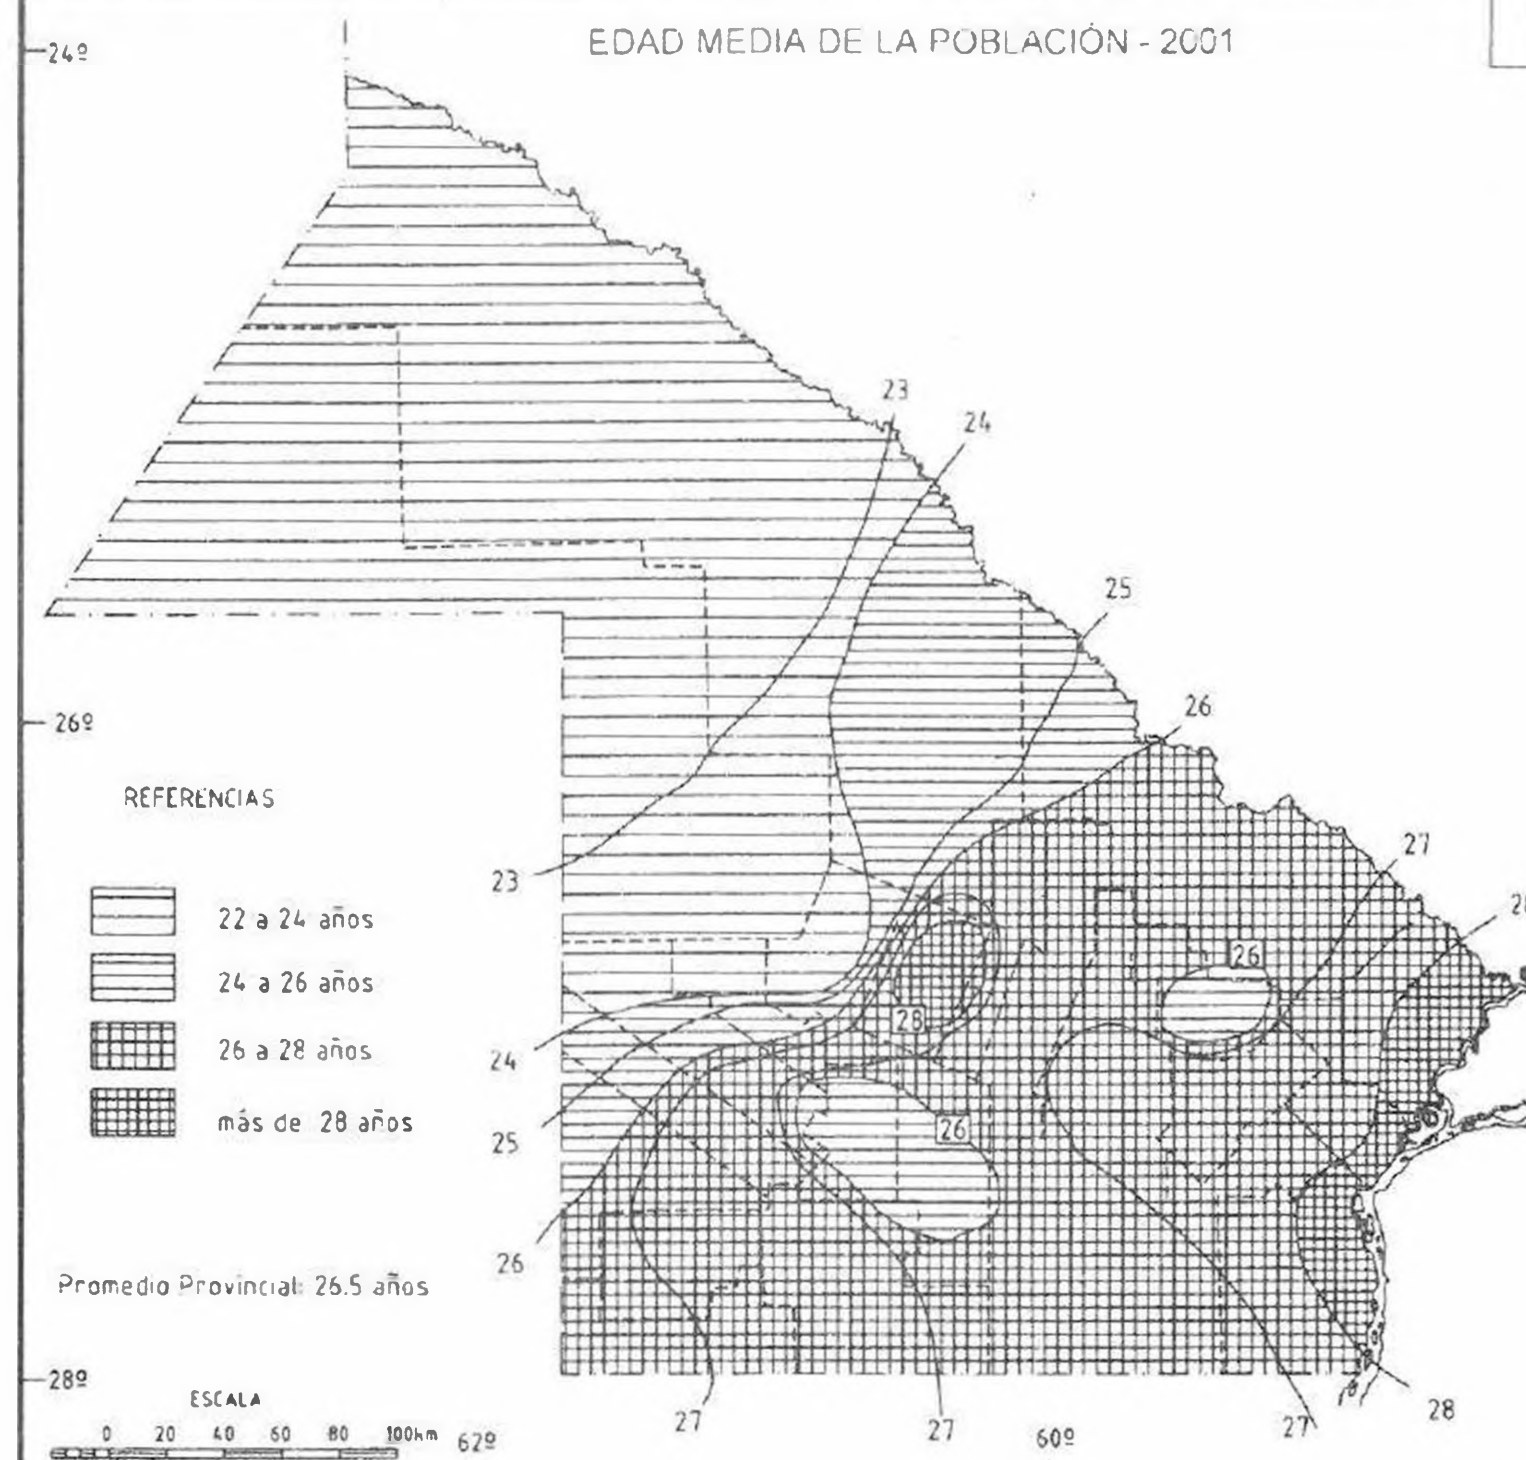 EDAD MEDIA DE LA POBLACIÓN - 2001
24º
23
24
25
26º
26
REFERENCIAS
27
23
22 a 24 años
26
24 a 26 años
28
26 a 28 años
24
más de 28 años
26
25
26
Promedio Provincial: 26.5 años
28º
ESCALA
0 20 40 60 80 100km
62º
27
27
60º
27
28